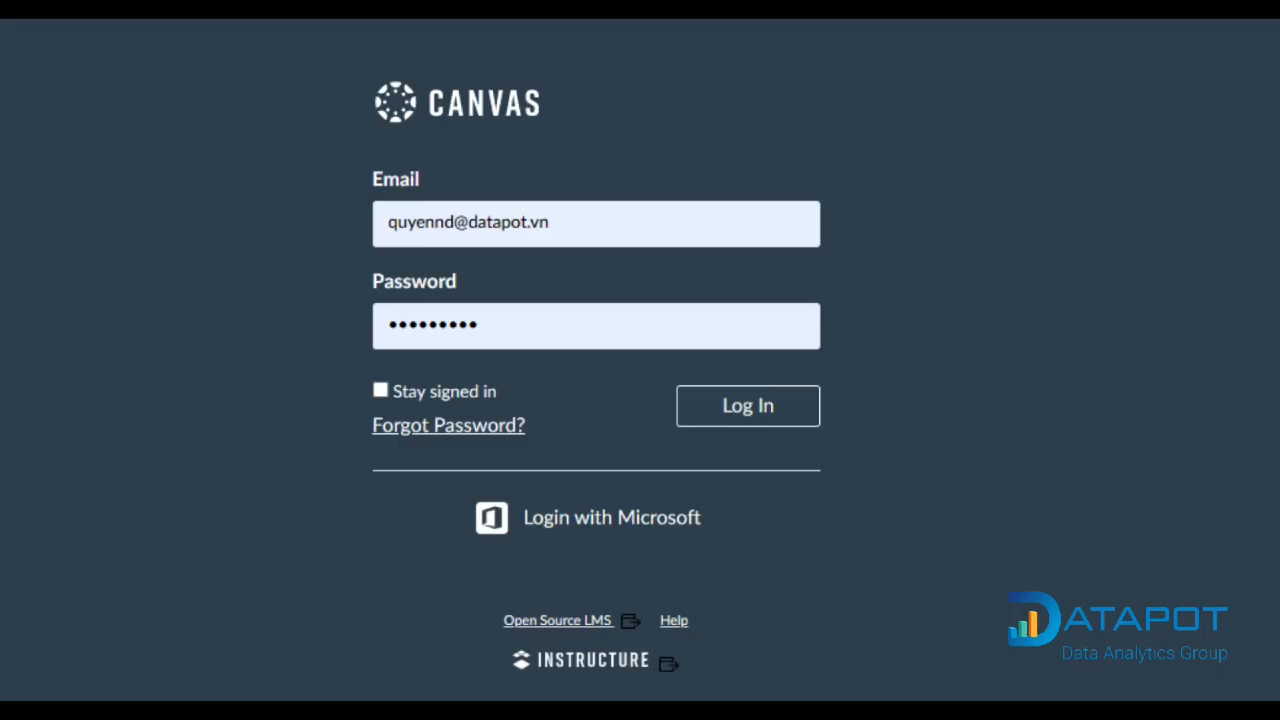 CANVAS
Email
quyennd@datapot.vn
Password
•••••••••
Stay signed in
Log In
Forgot Password?
Login with Microsoft
Open Source LMS Help
INSTRUCTURE
DATAPOT
Data Analytics Group